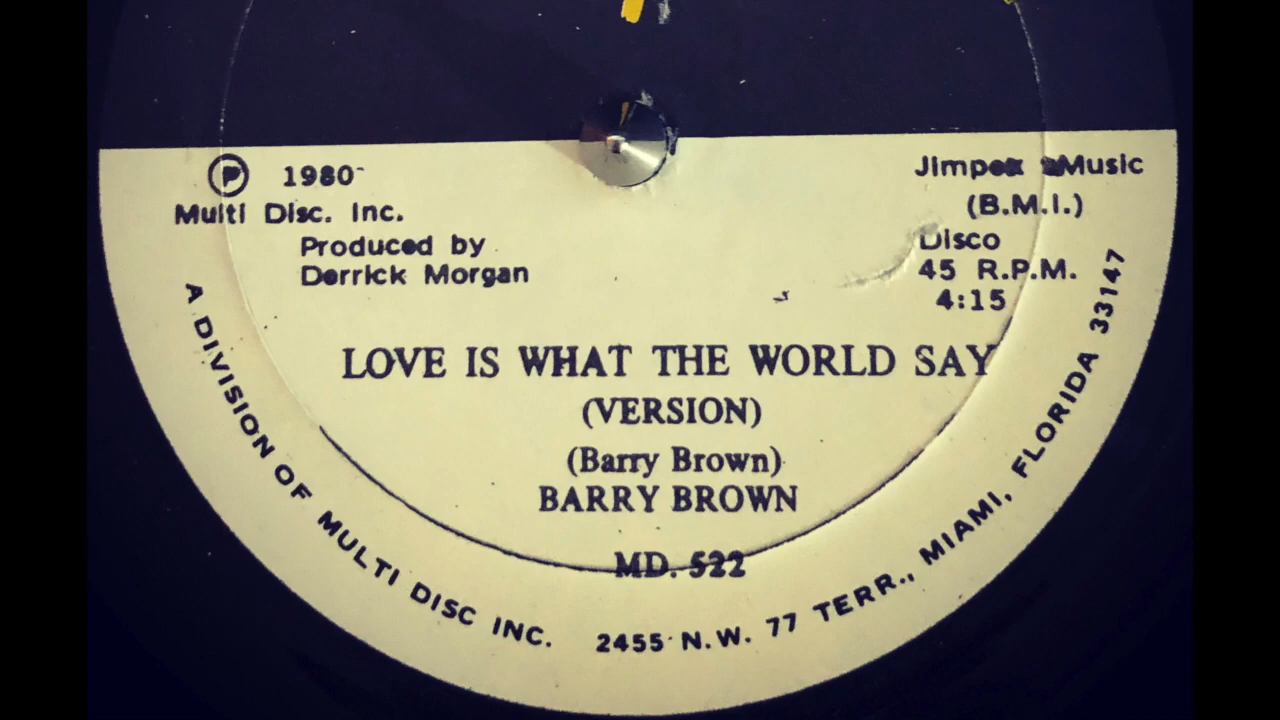 Ⓟ 1980
Multi Disc. Inc.
Produced by
Derrick Morgan
Jimpex Music
(B.M.I.)
Disco
45 R.P.M.
4:15
LOVE IS WHAT THE WORLD SAY
(VERSION)
(Barry Brown)
BARRY BROWN
MD. 522
A DIVISION OF MULTI DISC INC. 2455 N.W. 77 TERR., MIAMI, FLORIDA 33147